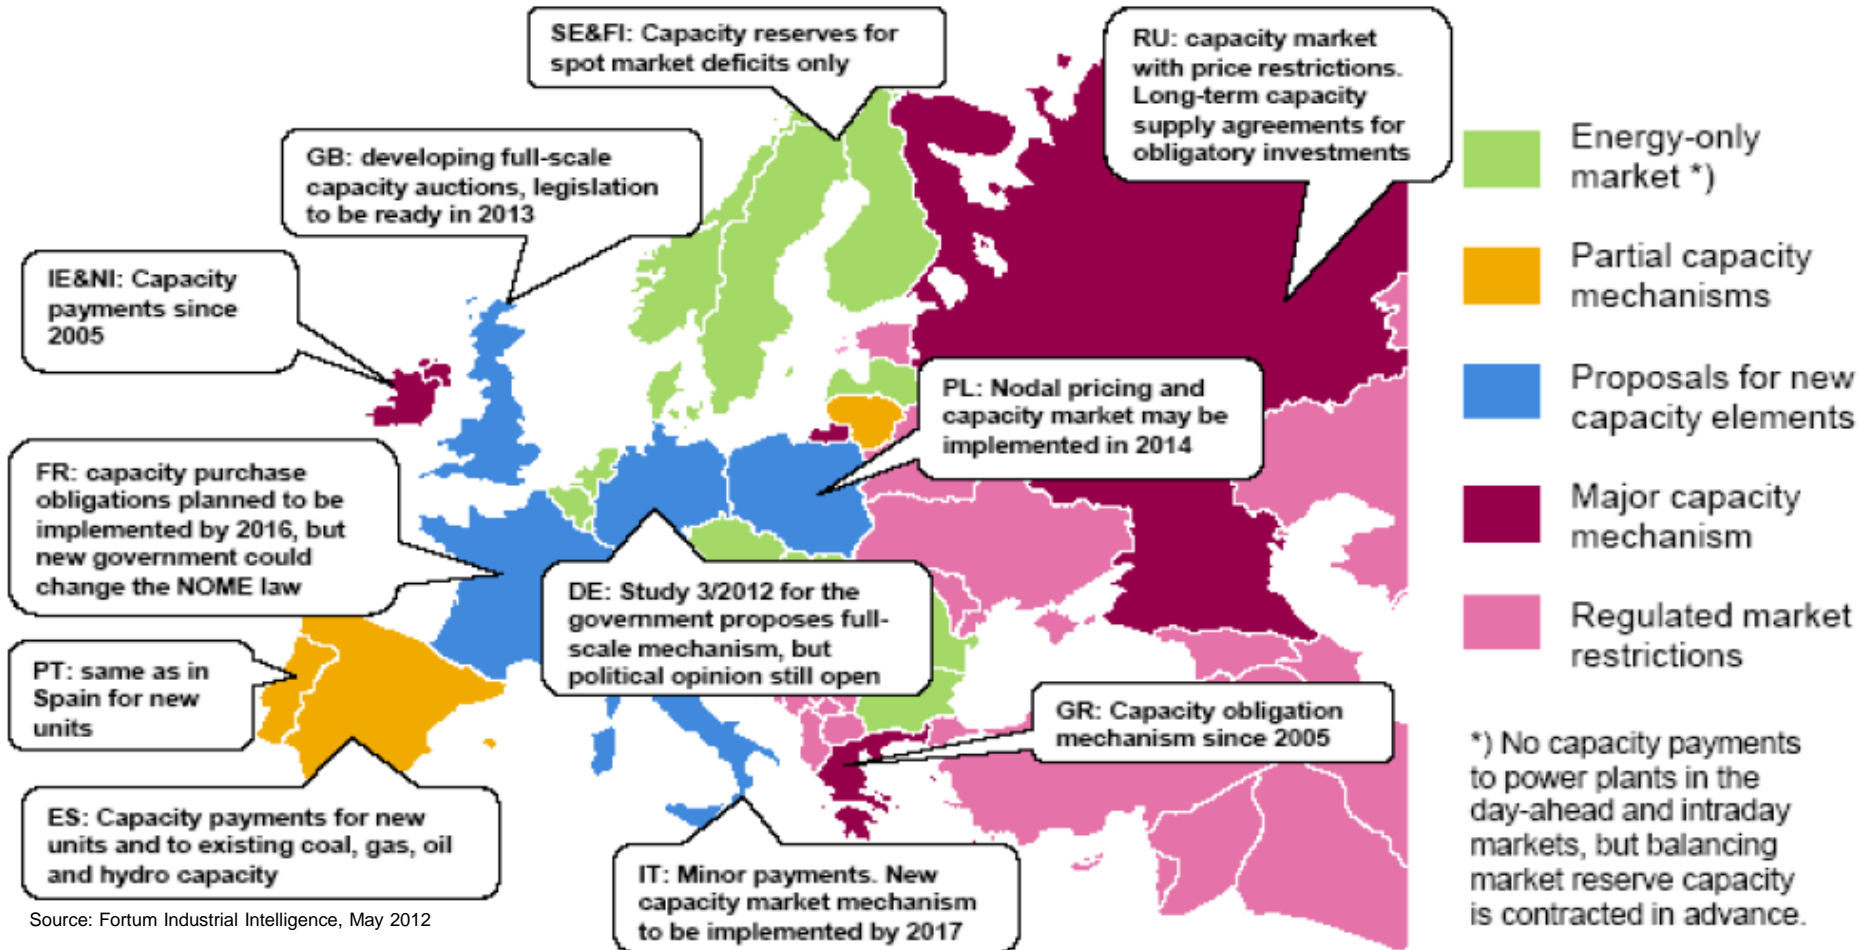 SE&FI: Capacity reserves for
spot market deficits only
RU: capacity market
with price restrictions.
Long-term capacity
supply agreements for
obligatory investments
GB: developing full-scale
capacity auctions, legislation
to be ready in 2013
IE&NI: Capacity
payments since
2005
PL: Nodal pricing and
capacity market may be
implemented in 2014
FR: capacity purchase
obligations planned to be
implemented by 2016, but
new government could
change the NOME law
DE: Study 3/2012 for the
government proposes full-
scale mechanism, but
political opinion still open
PT: same as in
Spain for new
units
GR: Capacity obligation
mechanism since 2005
ES: Capacity payments for new
units and to existing coal, gas, oil
and hydro capacity
IT: Minor payments. New
capacity market mechanism
to be implemented by 2017
Source: Fortum Industrial Intelligence, May 2012
Energy-only
market *)
Partial capacity
mechanisms
Proposals for new
capacity elements
Major capacity
mechanism
Regulated market
restrictions
*) No capacity payments
to power plants in the
day-ahead and intraday
markets, but balancing
market reserve capacity
is contracted in advance.